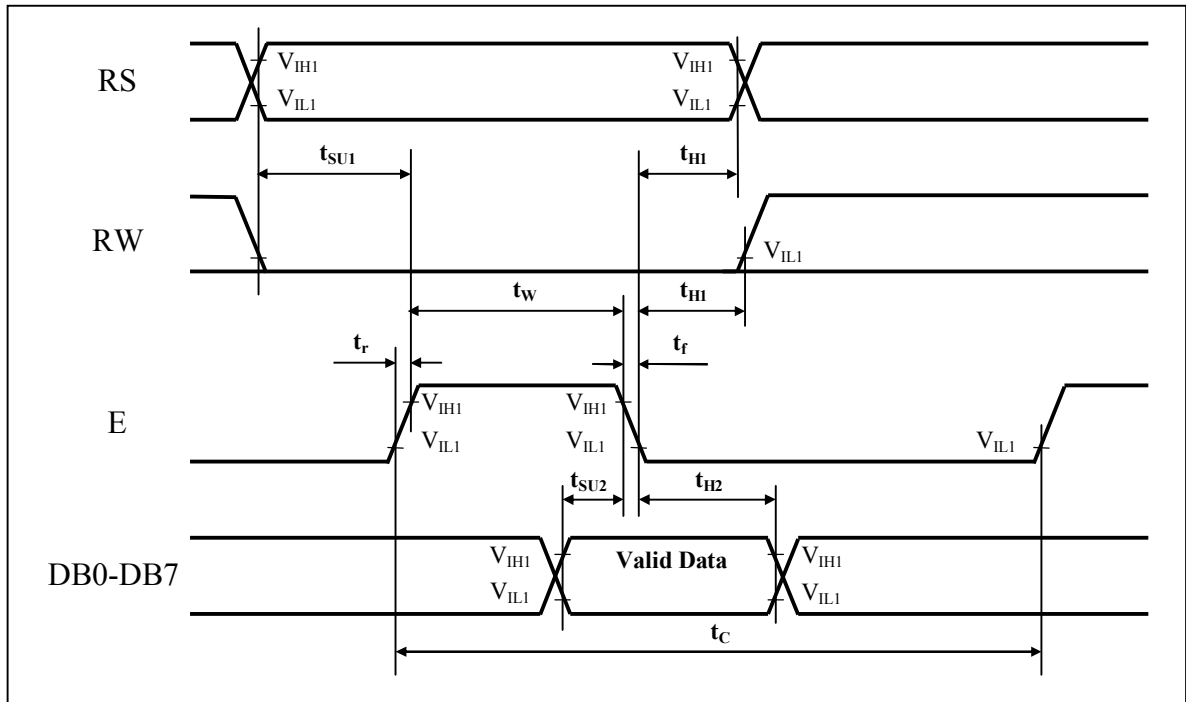 RS
V_IH1
V_IH1
V_IL1
V_IL1
t_SU1
t_H1
RW
V_IL1
t_W
t_H1
t_r
t_f
E
V_IH1
V_IH1
V_IL1
V_IL1
V_IL1
t_SU2
t_H2
DB0-DB7
V_IH1
Valid Data
V_IH1
V_IL1
V_IL1
t_C